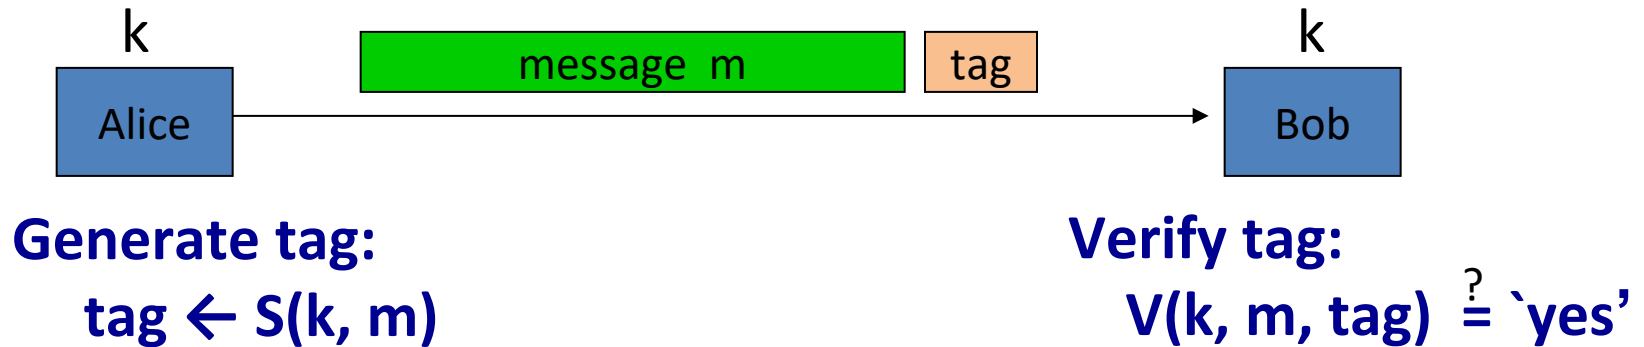 k
message m
tag
k
Alice
Bob
Generate tag:
tag ← S(k, m)
Verify tag:
V(k, m, tag) ≟ `yes’